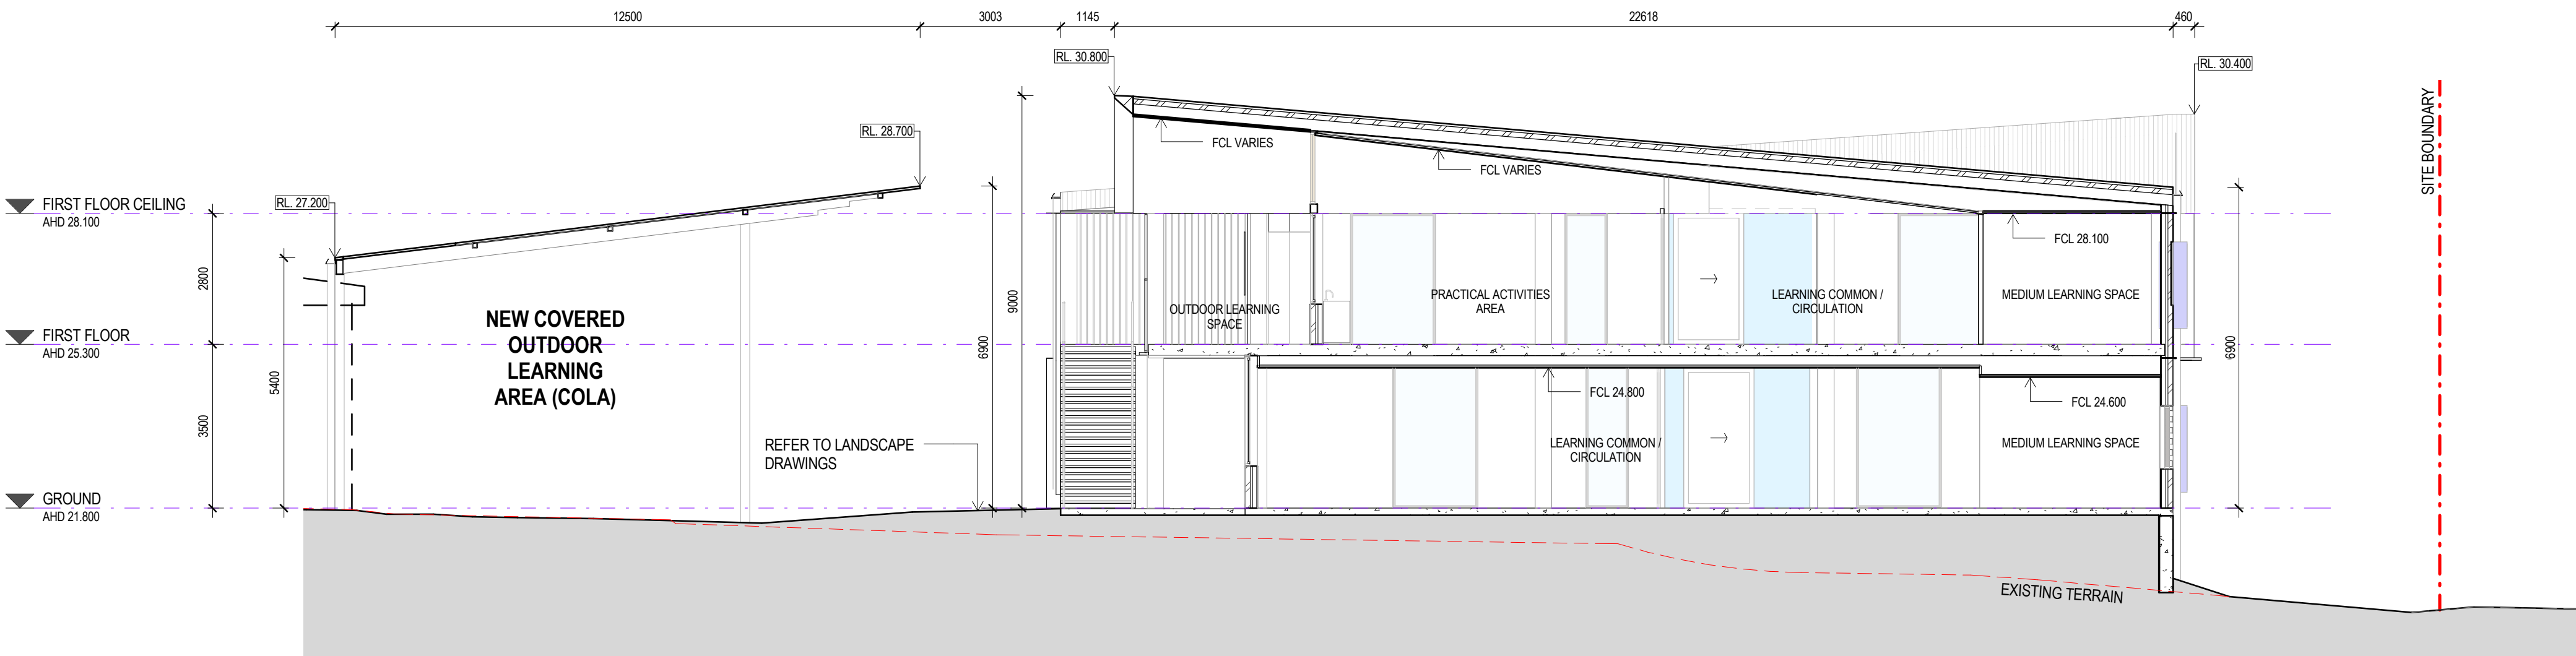 12500
3003
1145
22618
460
RL. 30.800
RL. 30.400
SITE BOUNDARY
RL. 28.700
FCL VARIES
FCL VARIES
RL. 27.200
FIRST FLOOR CEILING
AHD 28.100
FCL 28.100
2800
9000
OUTDOOR LEARNING
SPACE
PRACTICAL ACTIVITIES
AREA
LEARNING COMMON /
CIRCULATION
MEDIUM LEARNING SPACE
NEW COVERED
OUTDOOR
LEARNING
AREA (COLA)
FIRST FLOOR
AHD 25.300
6900
6900
5400
3500
FCL 24.800
FCL 24.600
REFER TO LANDSCAPE
DRAWINGS
LEARNING COMMON /
CIRCULATION
MEDIUM LEARNING SPACE
GROUND
AHD 21.800
EXISTING TERRAIN